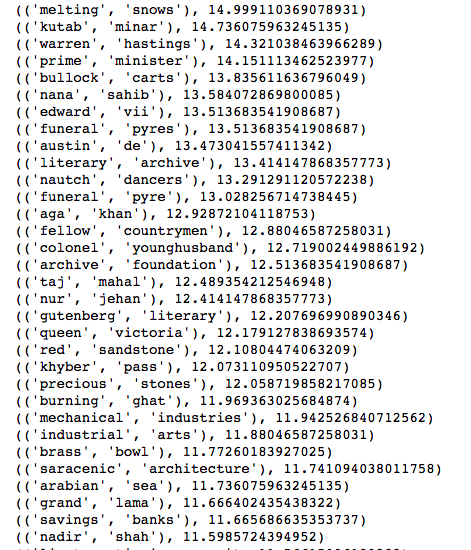 (('melting', 'snows'), 14.999110369078931)
(('kutab', 'minar'), 14.736075963245135)
(('warren', 'hastings'), 14.321038463966289)
(('prime', 'minister'), 14.151113462523977)
(('bullock', 'carts'), 13.835611636796049)
(('nana', 'sahib'), 13.584072869800085)
(('edward', 'vii'), 13.513683541908687)
(('funeral', 'pyres'), 13.513683541908687)
(('austin', 'de'), 13.473041557411342)
(('literary', 'archive'), 13.414147868357773)
(('nautch', 'dancers'), 13.291291120572238)
(('funeral', 'pyre'), 13.028256714738445)
(('aga', 'khan'), 12.92872104118753)
(('fellow', 'countrymen'), 12.88046587258031)
(('colonel', 'younghusband'), 12.719002449886192)
(('archive', 'foundation'), 12.513683541908687)
(('taj', 'mahal'), 12.489354212546948)
(('nur', 'jehan'), 12.414147868357773)
(('gutenberg', 'literary'), 12.207696990890346)
(('queen', 'victoria'), 12.179127838693574)
(('red', 'sandstone'), 12.10804474063209)
(('khyber', 'pass'), 12.073110950522707)
(('precious', 'stones'), 12.058719858217085)
(('burning', 'ghat'), 11.969363025684874)
(('mechanical', 'industries'), 11.942526840712562)
(('industrial', 'arts'), 11.88046587258031)
(('brass', 'bowl'), 11.77260183927025)
(('saracenic', 'architecture'), 11.741094038011758)
(('arabian', 'sea'), 11.736075963245135)
(('grand', 'lama'), 11.666402435438322)
(('savings', 'banks'), 11.665686635353737)
(('nadir', 'shah'), 11.5985724394952)